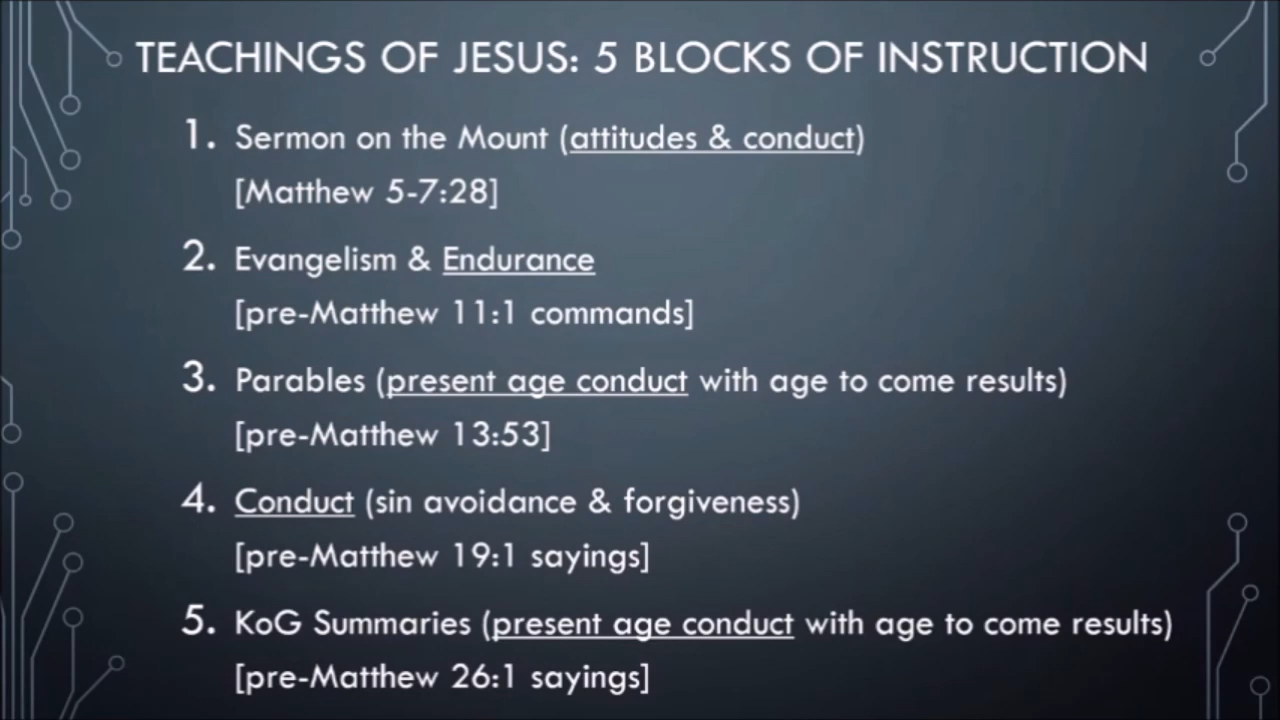 TEACHINGS OF JESUS: 5 BLOCKS OF INSTRUCTION
1. Sermon on the Mount (attitudes & conduct)
[Matthew 5-7:28]
2. Evangelism & Endurance
[pre-Matthew 11:1 commands]
3. Parables (present age conduct with age to come results)
[pre-Matthew 13:53]
4. Conduct (sin avoidance & forgiveness)
[pre-Matthew 19:1 sayings]
5. KoG Summaries (present age conduct with age to come results)
[pre-Matthew 26:1 sayings]